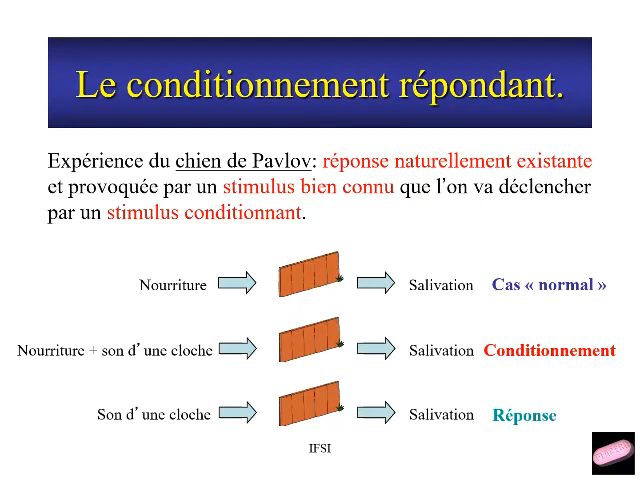 Le conditionnement répondant.
Expérience du chien de Pavlov: réponse naturellement existante
et provoquée par un stimulus bien connu que l'on va déclencher
par un stimulus conditionnant.
Nourriture Salivation Cas « normal »
Nourriture + son d'une cloche Salivation Conditionnement
Son d'une cloche Salivation Réponse
IFSI